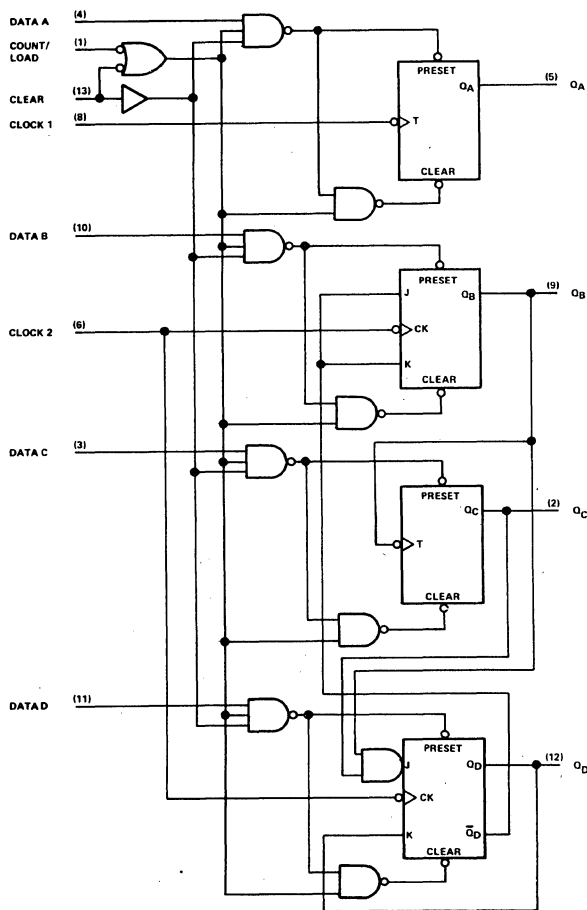 DATA A (4)
COUNT/
LOAD (1)
CLEAR (13)
CLOCK 1 (8)
PRESET
QA (5) QA
T
CLEAR
DATA B (10)
PRESET
J QB (9) QB
CLOCK 2 (6)
CK
K
CLEAR
DATA C (3)
PRESET
QC (2) QC
T
CLEAR
DATA D (11)
PRESET
J QD (12) QD
CK
K Q̅D
CLEAR